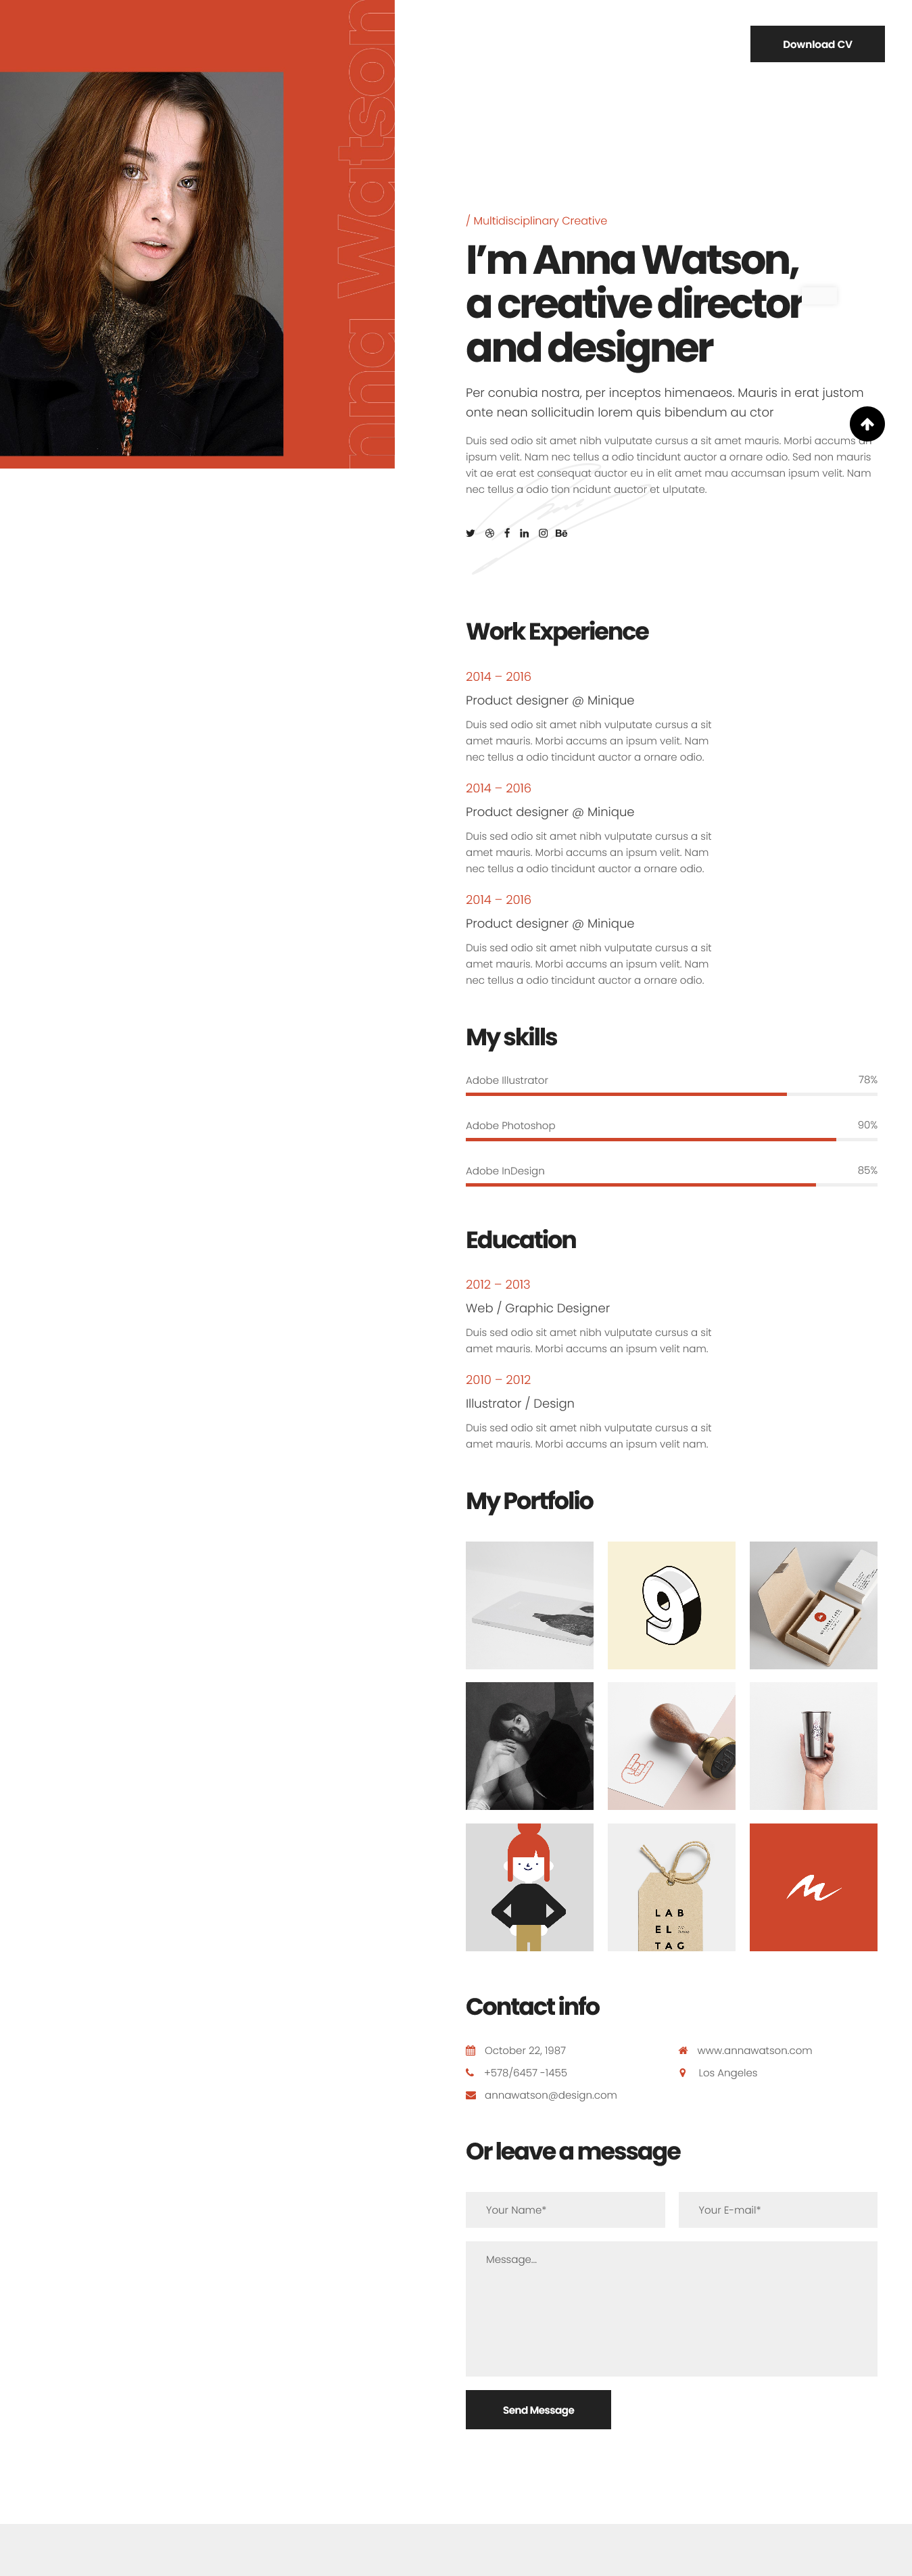 nna Watson
Download CV
/ Multidisciplinary Creative
I'm Anna Watson,
a creative director
and designer
Per conubia nostra, per inceptos himenaeos. Mauris in erat justom
onte nean sollicitudin lorem quis bibendum au ctor
Duis sed odio sit amet nibh vulputate cursus a sit amet mauris. Morbi accums an
ipsum velit. Nam nec tellus a odio tincidunt auctor a ornare odio. Sed non mauris
vit ae erat est consequat auctor eu in elit amet mau accumsan ipsum velit. Nam
nec tellus a odio tion ncidunt auctor et ulputate.
Bē
Work Experience
2014 – 2016
Product designer @ Minique
Duis sed odio sit amet nibh vulputate cursus a sit
amet mauris. Morbi accums an ipsum velit. Nam
nec tellus a odio tincidunt auctor a ornare odio.
2014 – 2016
Product designer @ Minique
Duis sed odio sit amet nibh vulputate cursus a sit
amet mauris. Morbi accums an ipsum velit. Nam
nec tellus a odio tincidunt auctor a ornare odio.
2014 – 2016
Product designer @ Minique
Duis sed odio sit amet nibh vulputate cursus a sit
amet mauris. Morbi accums an ipsum velit. Nam
nec tellus a odio tincidunt auctor a ornare odio.
My skills
Adobe Illustrator 78%
Adobe Photoshop 90%
Adobe InDesign 85%
Education
2012 – 2013
Web / Graphic Designer
Duis sed odio sit amet nibh vulputate cursus a sit
amet mauris. Morbi accums an ipsum velit nam.
2010 – 2012
Illustrator / Design
Duis sed odio sit amet nibh vulputate cursus a sit
amet mauris. Morbi accums an ipsum velit nam.
My Portfolio
9
LAB
EL
TAG
Contact info
October 22, 1987
www.annawatson.com
+578/6457 -1455
Los Angeles
annawatson@design.com
Or leave a message
Your Name*
Your E-mail*
Message...
Send Message